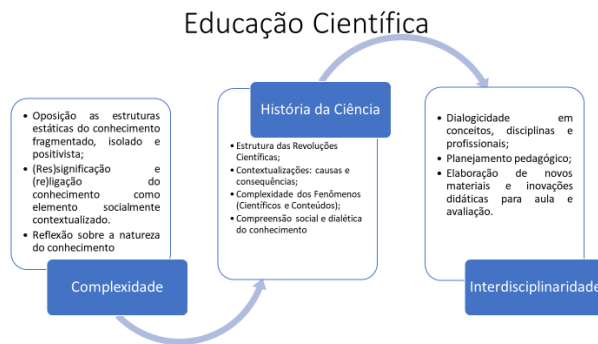 Educação Científica
• Oposição as estruturas
estáticas do conhecimento
fragmentado, isolado e
positivista;
• (Res)significação e
(re)ligação do
conhecimento como
elemento socialmente
contextualizado.
• Reflexão sobre a natureza
do conhecimento
Complexidade
História da Ciência
• Estrutura das Revoluções
Científicas;
• Contextualizações: causas e
consequências;
• Complexidade dos Fenômenos
(Científicos e Conteúdos);
• Compreensão social e dialética
do conhecimento
• Dialogicidade em
conceitos, disciplinas e
profissionais;
• Planejamento pedagógico;
• Elaboração de novos
materiais e inovações
didáticas para aula e
avaliação.
Interdisciplinaridade